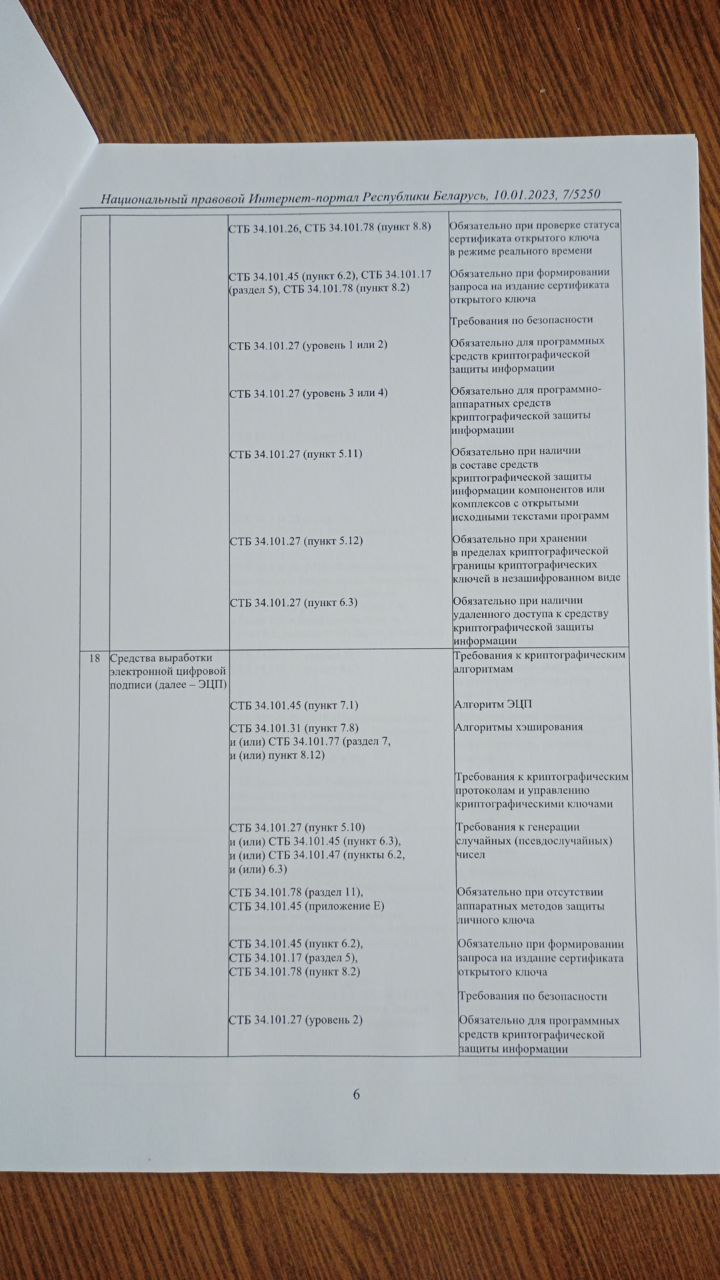 Национальный правовой Интернет-портал Республики Беларусь, 10.01.2023, 7/5250
СТБ 34.101.26, СТБ 34.101.78 (пункт 8.8)
Обязательно при проверке статуса
сертификата открытого ключа
в режиме реального времени
СТБ 34.101.45 (пункт 6.2), СТБ 34.101.17
(раздел 5), СТБ 34.101.78 (пункт 8.2)
Обязательно при формировании
запроса на издание сертификата
открытого ключа
Требования по безопасности
СТБ 34.101.27 (уровень 1 или 2)
Обязательно для программных
средств криптографической
защиты информации
СТБ 34.101.27 (уровень 3 или 4)
Обязательно для программно-
аппаратных средств
криптографической защиты
информации
СТБ 34.101.27 (пункт 5.11)
Обязательно при наличии
в составе средств
криптографической защиты
информации компонентов или
комплексов с открытыми
исходными текстами программ
СТБ 34.101.27 (пункт 5.12)
Обязательно при хранении
в пределах криптографической
границы криптографических
ключей в незашифрованном виде
СТБ 34.101.27 (пункт 6.3)
Обязательно при наличии
удаленного доступа к средству
криптографической защиты
информации
18
Средства выработки
электронной цифровой
подписи (далее – ЭЦП)
Требования к криптографическим
алгоритмам
СТБ 34.101.45 (пункт 7.1)
Алгоритм ЭЦП
СТБ 34.101.31 (пункт 7.8)
и (или) СТБ 34.101.77 (раздел 7,
и (или) пункт 8.12)
Алгоритмы хэширования
Требования к криптографическим
протоколам и управлению
криптографическими ключами
СТБ 34.101.27 (пункт 5.10)
и (или) СТБ 34.101.45 (пункт 6.3),
и (или) СТБ 34.101.47 (пункты 6.2,
и (или) 6.3)
Требования к генерации
случайных (псевдослучайных)
чисел
СТБ 34.101.78 (раздел 11),
СТБ 34.101.45 (приложение Е)
Обязательно при отсутствии
аппаратных методов защиты
личного ключа
СТБ 34.101.45 (пункт 6.2),
СТБ 34.101.17 (раздел 5),
СТБ 34.101.78 (пункт 8.2)
Обязательно при формировании
запроса на издание сертификата
открытого ключа
Требования по безопасности
СТБ 34.101.27 (уровень 2)
Обязательно для программных
средств криптографической
защиты информации
6